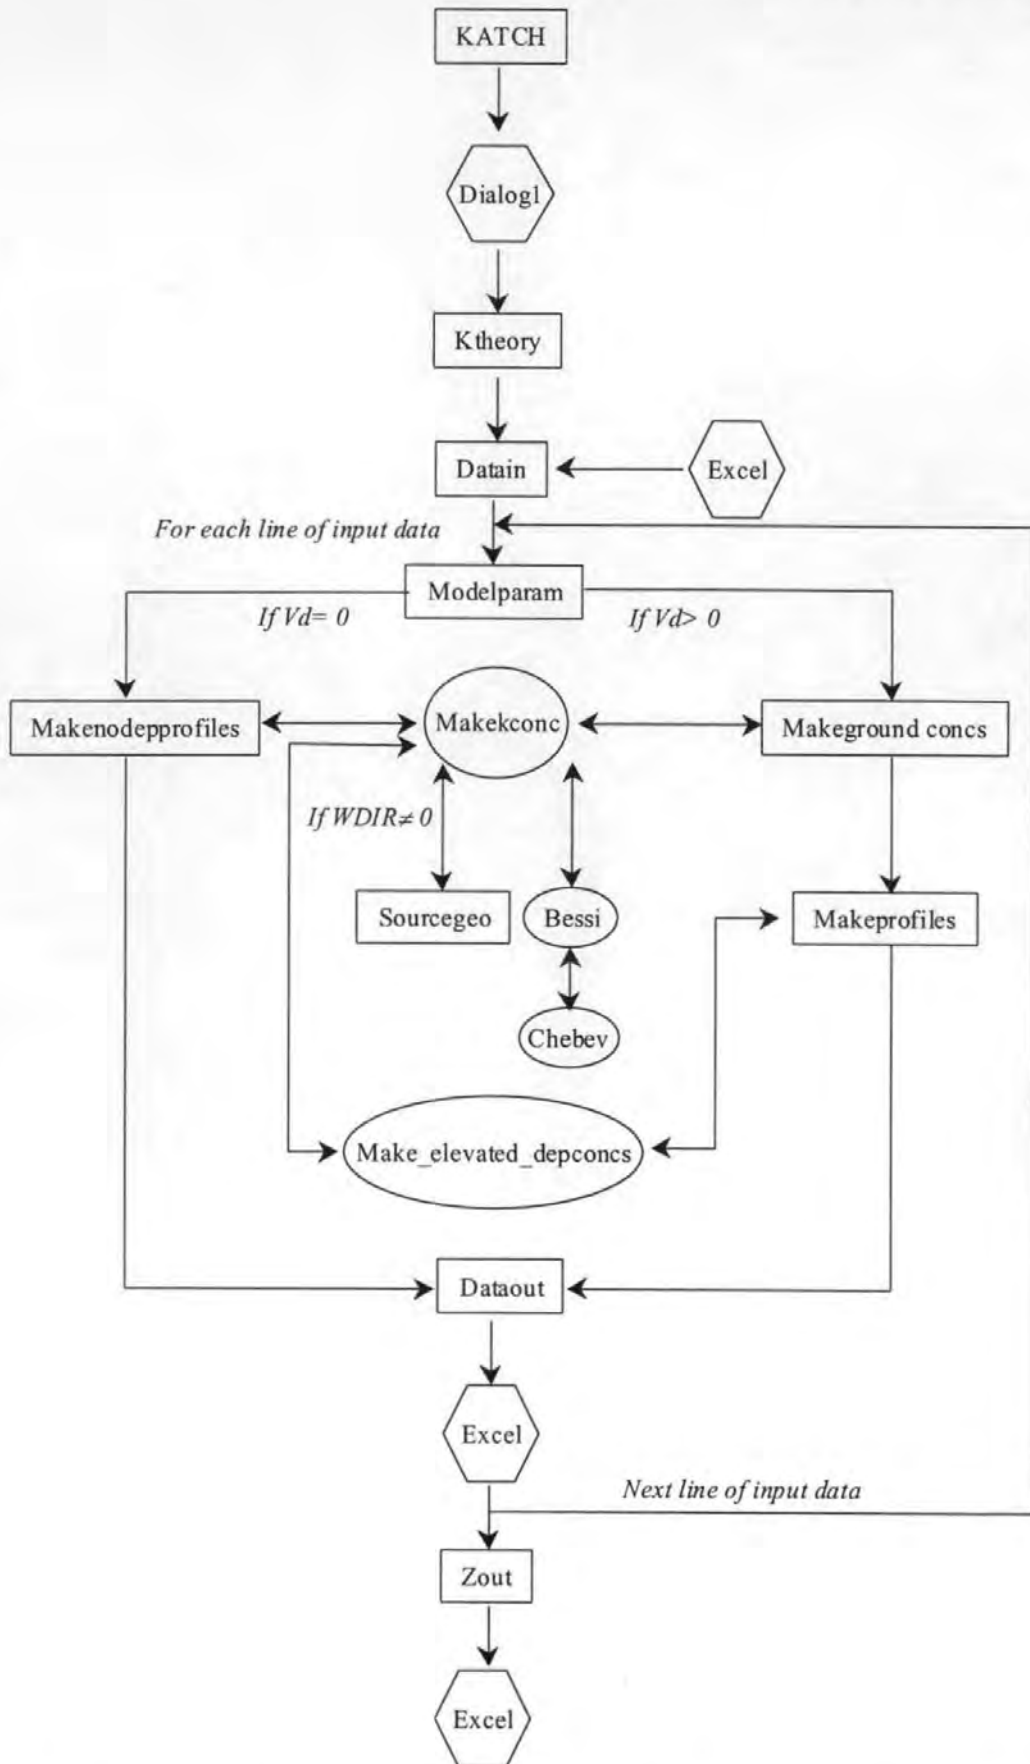 KATCH
Dialog1
Ktheory
Datain
Excel
For each line of input data
Modelparam
If Vd= 0
If Vd> 0
Makenodepprofiles
Makekconc
Makeground concs
If WDIR≠ 0
Sourcegeo
Bessi
Makeprofiles
Chebev
Make_elevated_depconcs
Dataout
Excel
Next line of input data
Zout
Excel